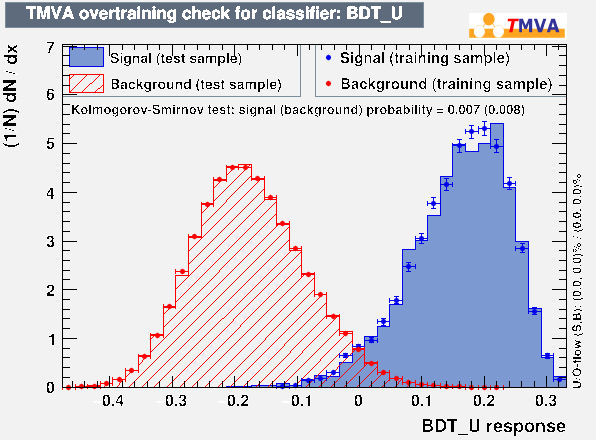 TMVA overtraining check for classifier: BDT_U
TMVA
Signal (test sample)
Background (test sample)
Signal (training sample)
Background (training sample)
Kolmogorov-Smirnov test: signal (background) probability = 0.007 (0.008)
(1/N) dN / dx
7
6
5
4
3
2
1
0
-0.4 -0.3 -0.2 -0.1 0 0.1 0.2 0.3
BDT_U response
U/O-flow (S,B): (0.0, 0.0)% / (0.0, 0.0)%